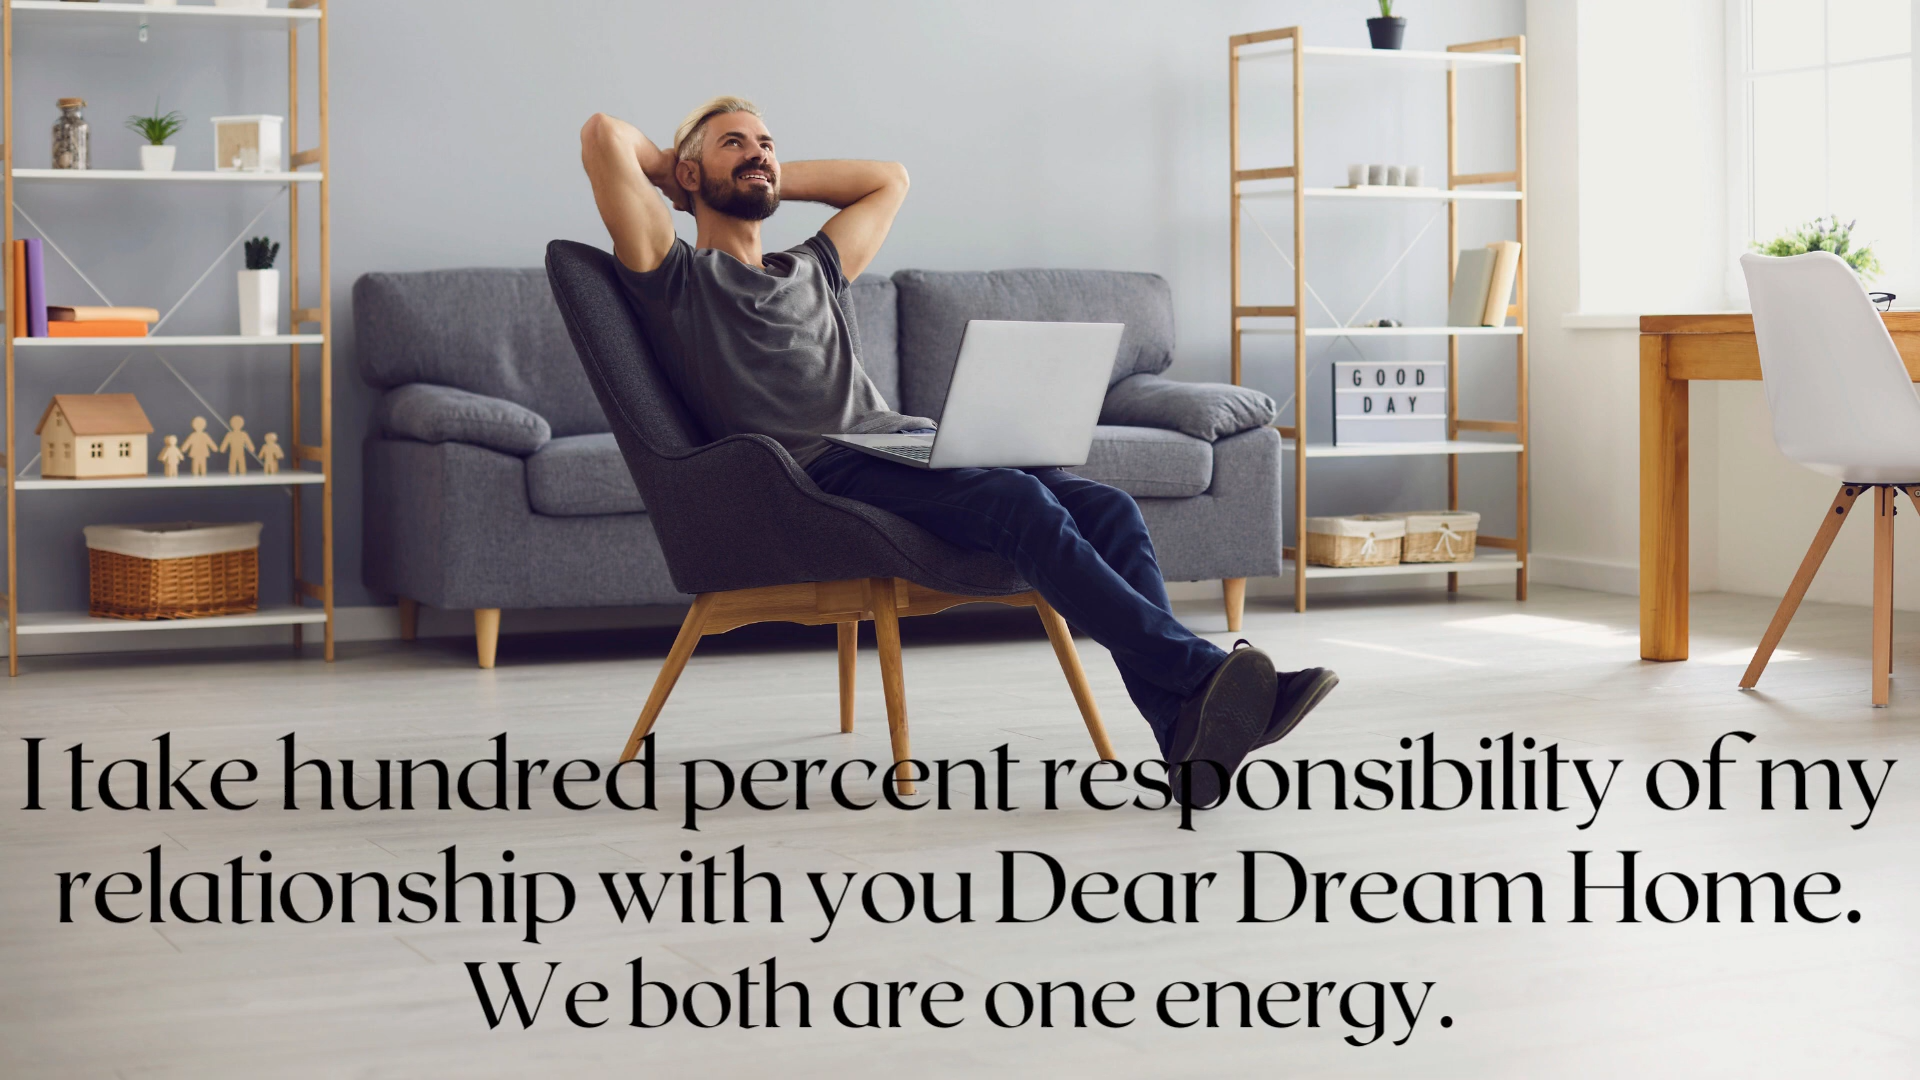 GOOD
DAY
I take hundred percent responsibility of my
relationship with you Dear Dream Home.
We both are one energy.